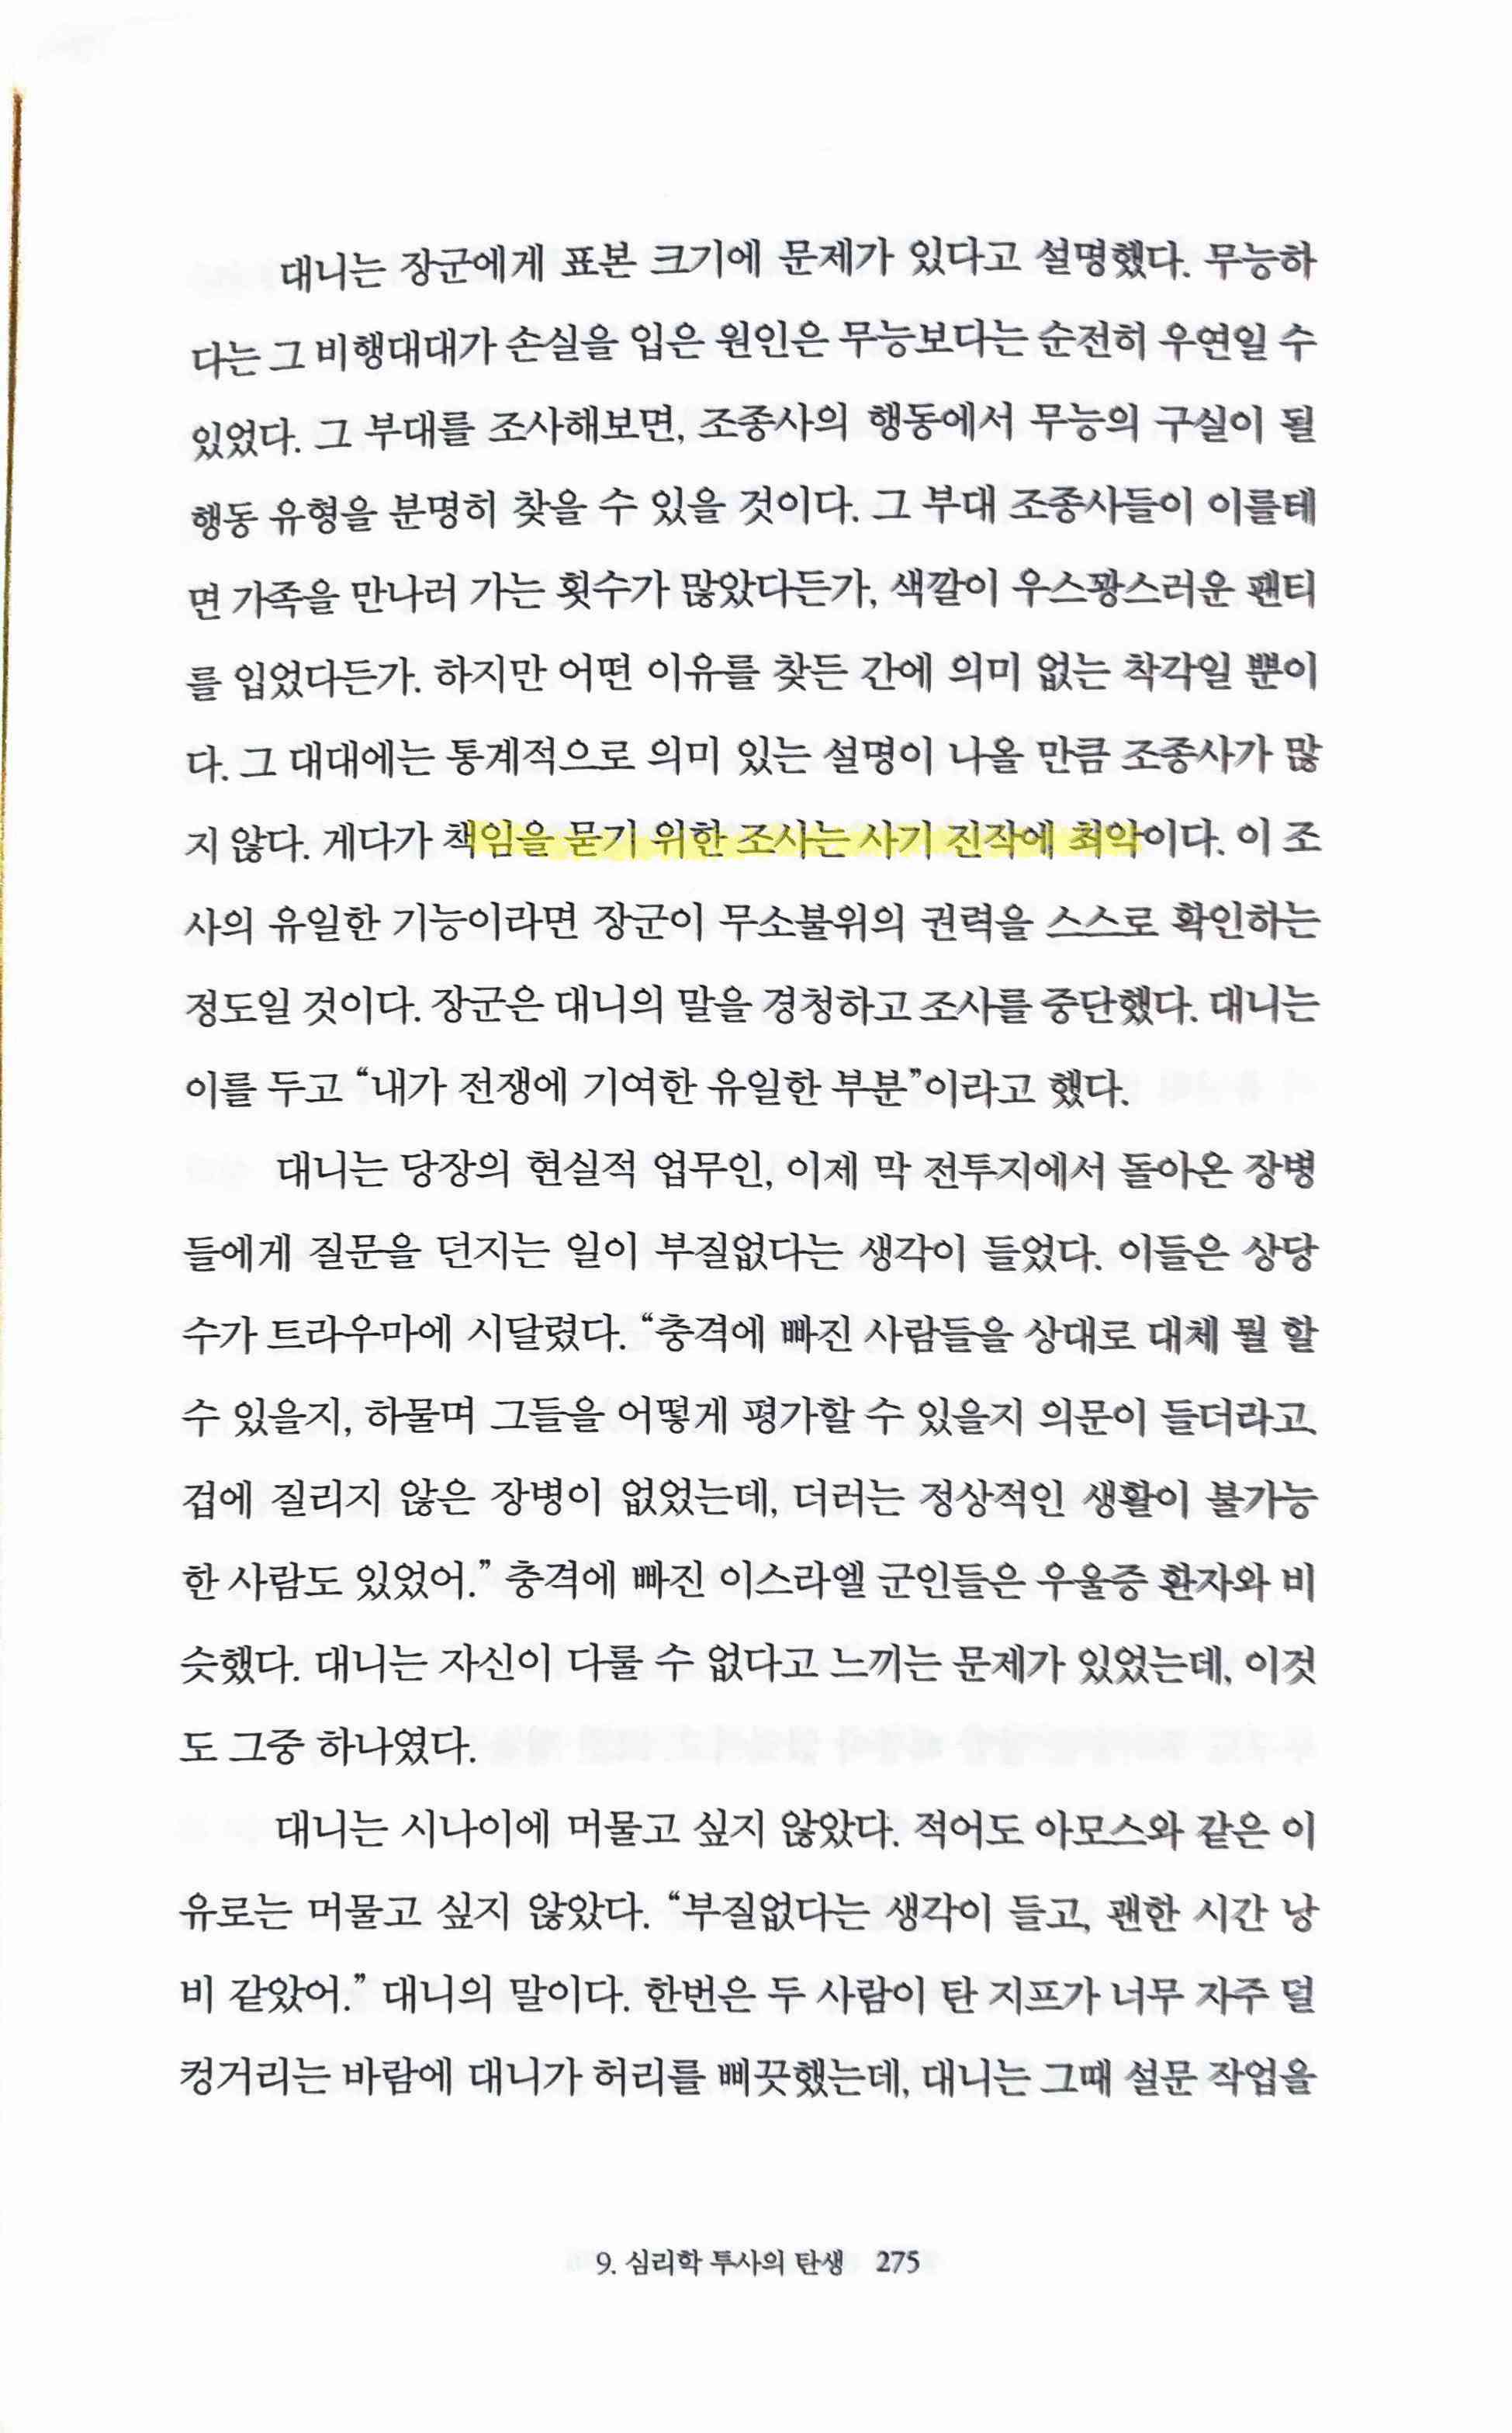 대니는 장군에게 표본 크기에 문제가 있다고 설명했다. 무능하
다는 그 비행대대가 손실을 입은 원인은 무능보다는 순전히 우연일 수
있었다. 그 부대를 조사해보면, 조종사의 행동에서 무능의 구실이 될
행동 유형을 분명히 찾을 수 있을 것이다. 그 부대 조종사들이 이를테
면 가족을 만나러 가는 횟수가 많았다든가, 색깔이 우스꽝스러운 팬티
를 입었다든가. 하지만 어떤 이유를 찾든 간에 의미 없는 착각일 뿐이
다. 그 대대에는 통계적으로 의미 있는 설명이 나올 만큼 조종사가 많
지 않다. 게다가 책임을 묻기 위한 조사는 사기 진작에 최악이다. 이 조
사의 유일한 기능이라면 장군이 무소불위의 권력을 스스로 확인하는
정도일 것이다. 장군은 대니의 말을 경청하고 조사를 중단했다. 대니는
이를 두고 “내가 전쟁에 기여한 유일한 부분”이라고 했다.
대니는 당장의 현실적 업무인, 이제 막 전투지에서 돌아온 장병
들에게 질문을 던지는 일이 부질없다는 생각이 들었다. 이들은 상당
수가 트라우마에 시달렸다. “충격에 빠진 사람들을 상대로 대체 뭘 할
수 있을지, 하물며 그들을 어떻게 평가할 수 있을지 의문이 들더라고.
겁에 질리지 않은 장병이 없었는데, 더러는 정상적인 생활이 불가능
한 사람도 있었어.” 충격에 빠진 이스라엘 군인들은 우울증 환자와 비
슷했다. 대니는 자신이 다룰 수 없다고 느끼는 문제가 있었는데, 이것
도 그중 하나였다.
대니는 시나이에 머물고 싶지 않았다. 적어도 아모스와 같은 이
유로는 머물고 싶지 않았다. “부질없다는 생각이 들고, 괜한 시간 낭
비 같았어.” 대니의 말이다. 한번은 두 사람이 탄 지프가 너무 자주 덜
컹거리는 바람에 대니가 허리를 삐끗했는데, 대니는 그때 설문 작업을
9. 심리학 투사의 탄생 275